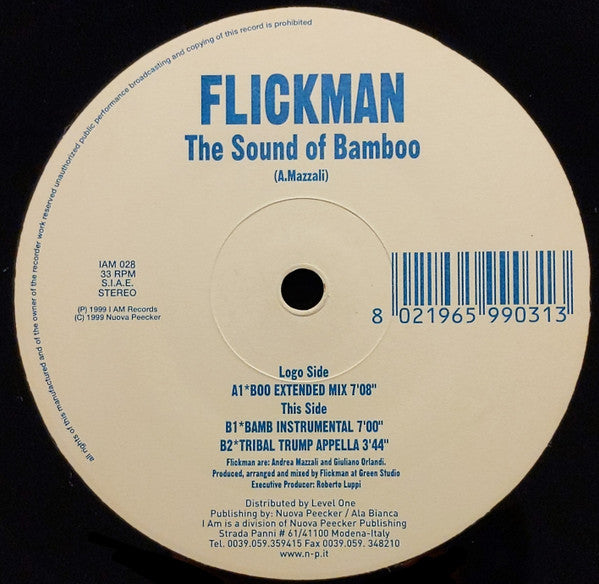 all rights of this manufactured and of the owner of the recorder work reserved unauthorized public performance broadcasting and copying of this record is prohibited
FLICKMAN
The Sound of Bamboo
(A.Mazzali)
IAM 028
33 RPM
S.I.A.E.
STEREO
(P) 1999 I AM Records
(C) 1999 Nuova Peecker
8 021965 990313
Logo Side
A1*BOO EXTENDED MIX 7'08"
This Side
B1*BAMB INSTRUMENTAL 7'00"
B2*TRIBAL TRUMP APPELLA 3'44"
Flickman are: Andrea Mazzali and Giuliano Orlandi.
Produced, arranged and mixed by Flickman at Green Studio
Executive Producer: Roberto Luppi
Distributed by Level One
Publishing by: Nuova Peecker / Ala Bianca
I Am is a division of Nuova Peecker Publishing
Strada Panni # 61/41100 Modena-Italy
Tel. 0039.059.359415 Fax 0039.059. 348210
www.n-p.it